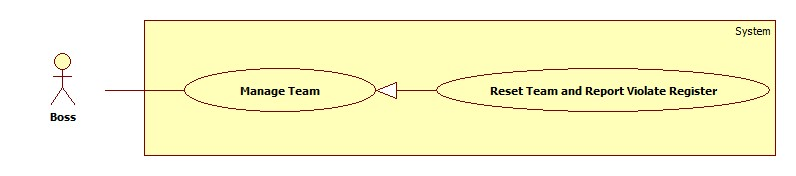 System
Manage Team
Reset Team and Report Violate Register
Boss